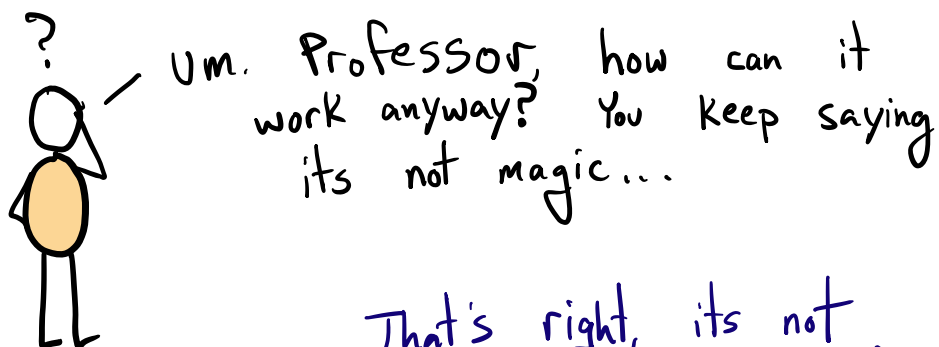 ?
Um. Professor, how can it
work anyway? You keep saying
its not magic...
That's right, its not